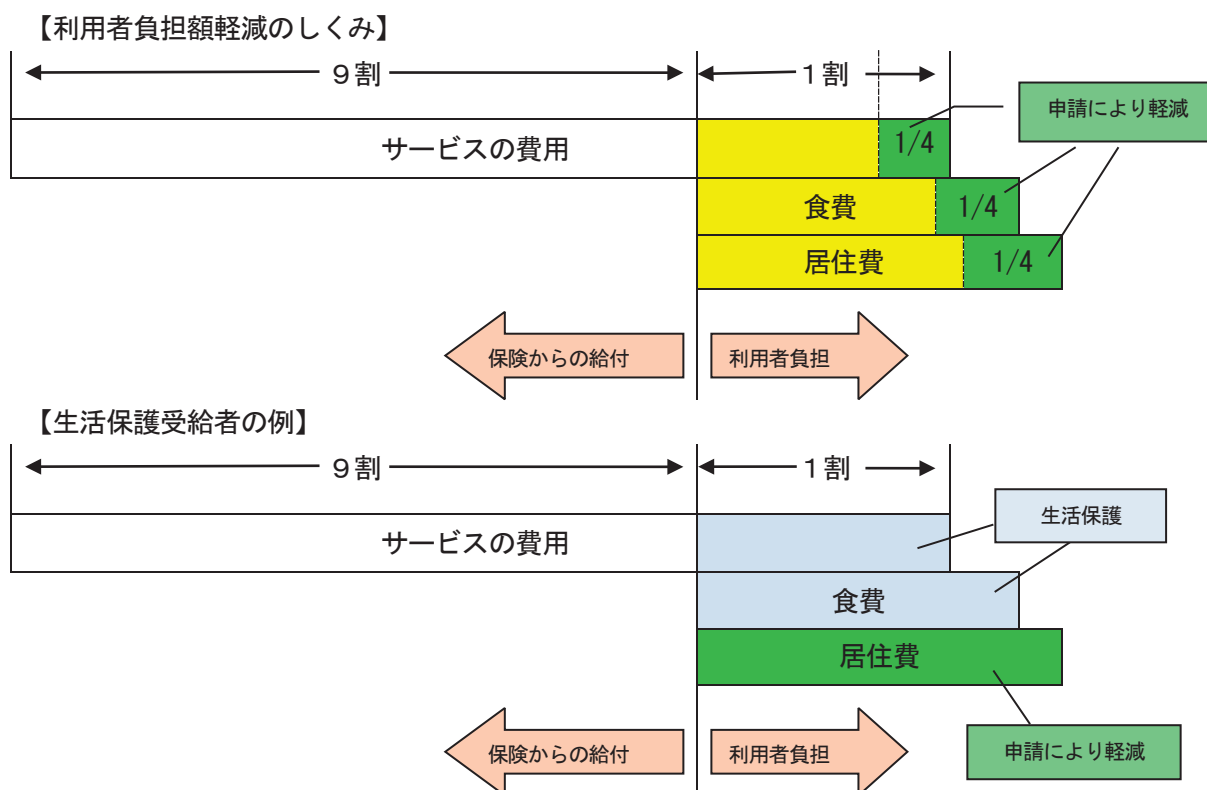 【利用者負担額軽減のしくみ】
9割
1割
申請により軽減
サービスの費用
1/4
食費
1/4
居住費
1/4
保険からの給付
利用者負担
【生活保護受給者の例】
9割
1割
生活保護
サービスの費用
食費
居住費
保険からの給付
利用者負担
申請により軽減